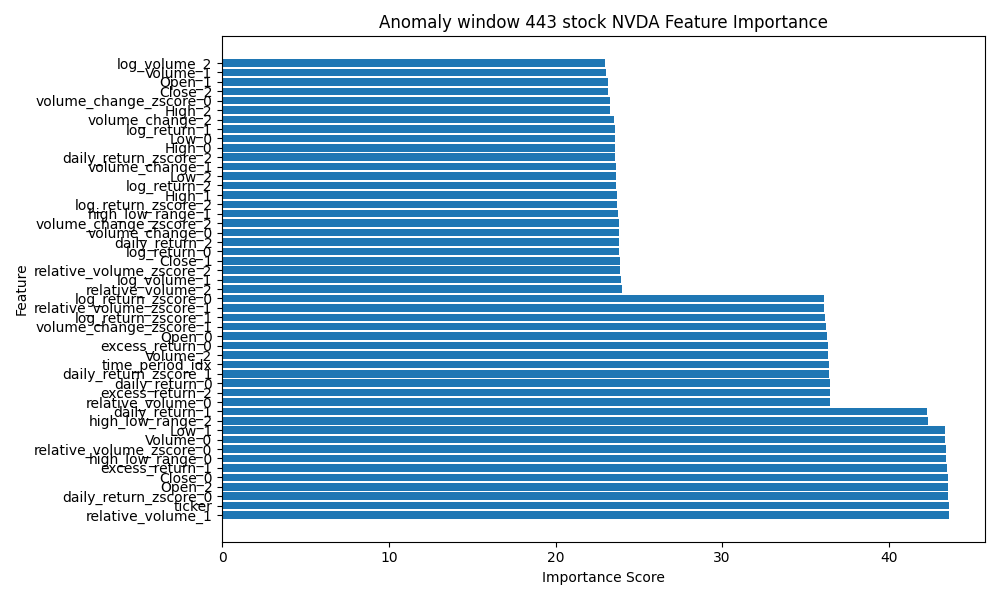 Anomaly window 443 stock NVDA Feature Importance
log_volume_2
Volume_1
Open_1
Close_2
volume_change_zscore_0
High_2
volume_change_2
log_return_1
Low_0
High_0
daily_return_zscore_2
volume_change_1
Low_2
log_return_2
High_1
log_return_zscore_2
high_low_range_1
volume_change_zscore_2
volume_change_0
daily_return_2
log_return_0
Close_1
relative_volume_zscore_2
log_volume_1
relative_volume_2
log_return_zscore_0
relative_volume_zscore_1
log_return_zscore_1
volume_change_zscore_1
Open_0
excess_return_0
Volume_2
time_period_idx
daily_return_zscore_1
daily_return_0
excess_return_2
relative_volume_0
daily_return_1
high_low_range_2
Low_1
Volume_0
relative_volume_zscore_0
high_low_range_0
excess_return_1
Close_0
Open_2
daily_return_zscore_0
ticker
relative_volume_1
Feature
0 10 20 30 40
Importance Score